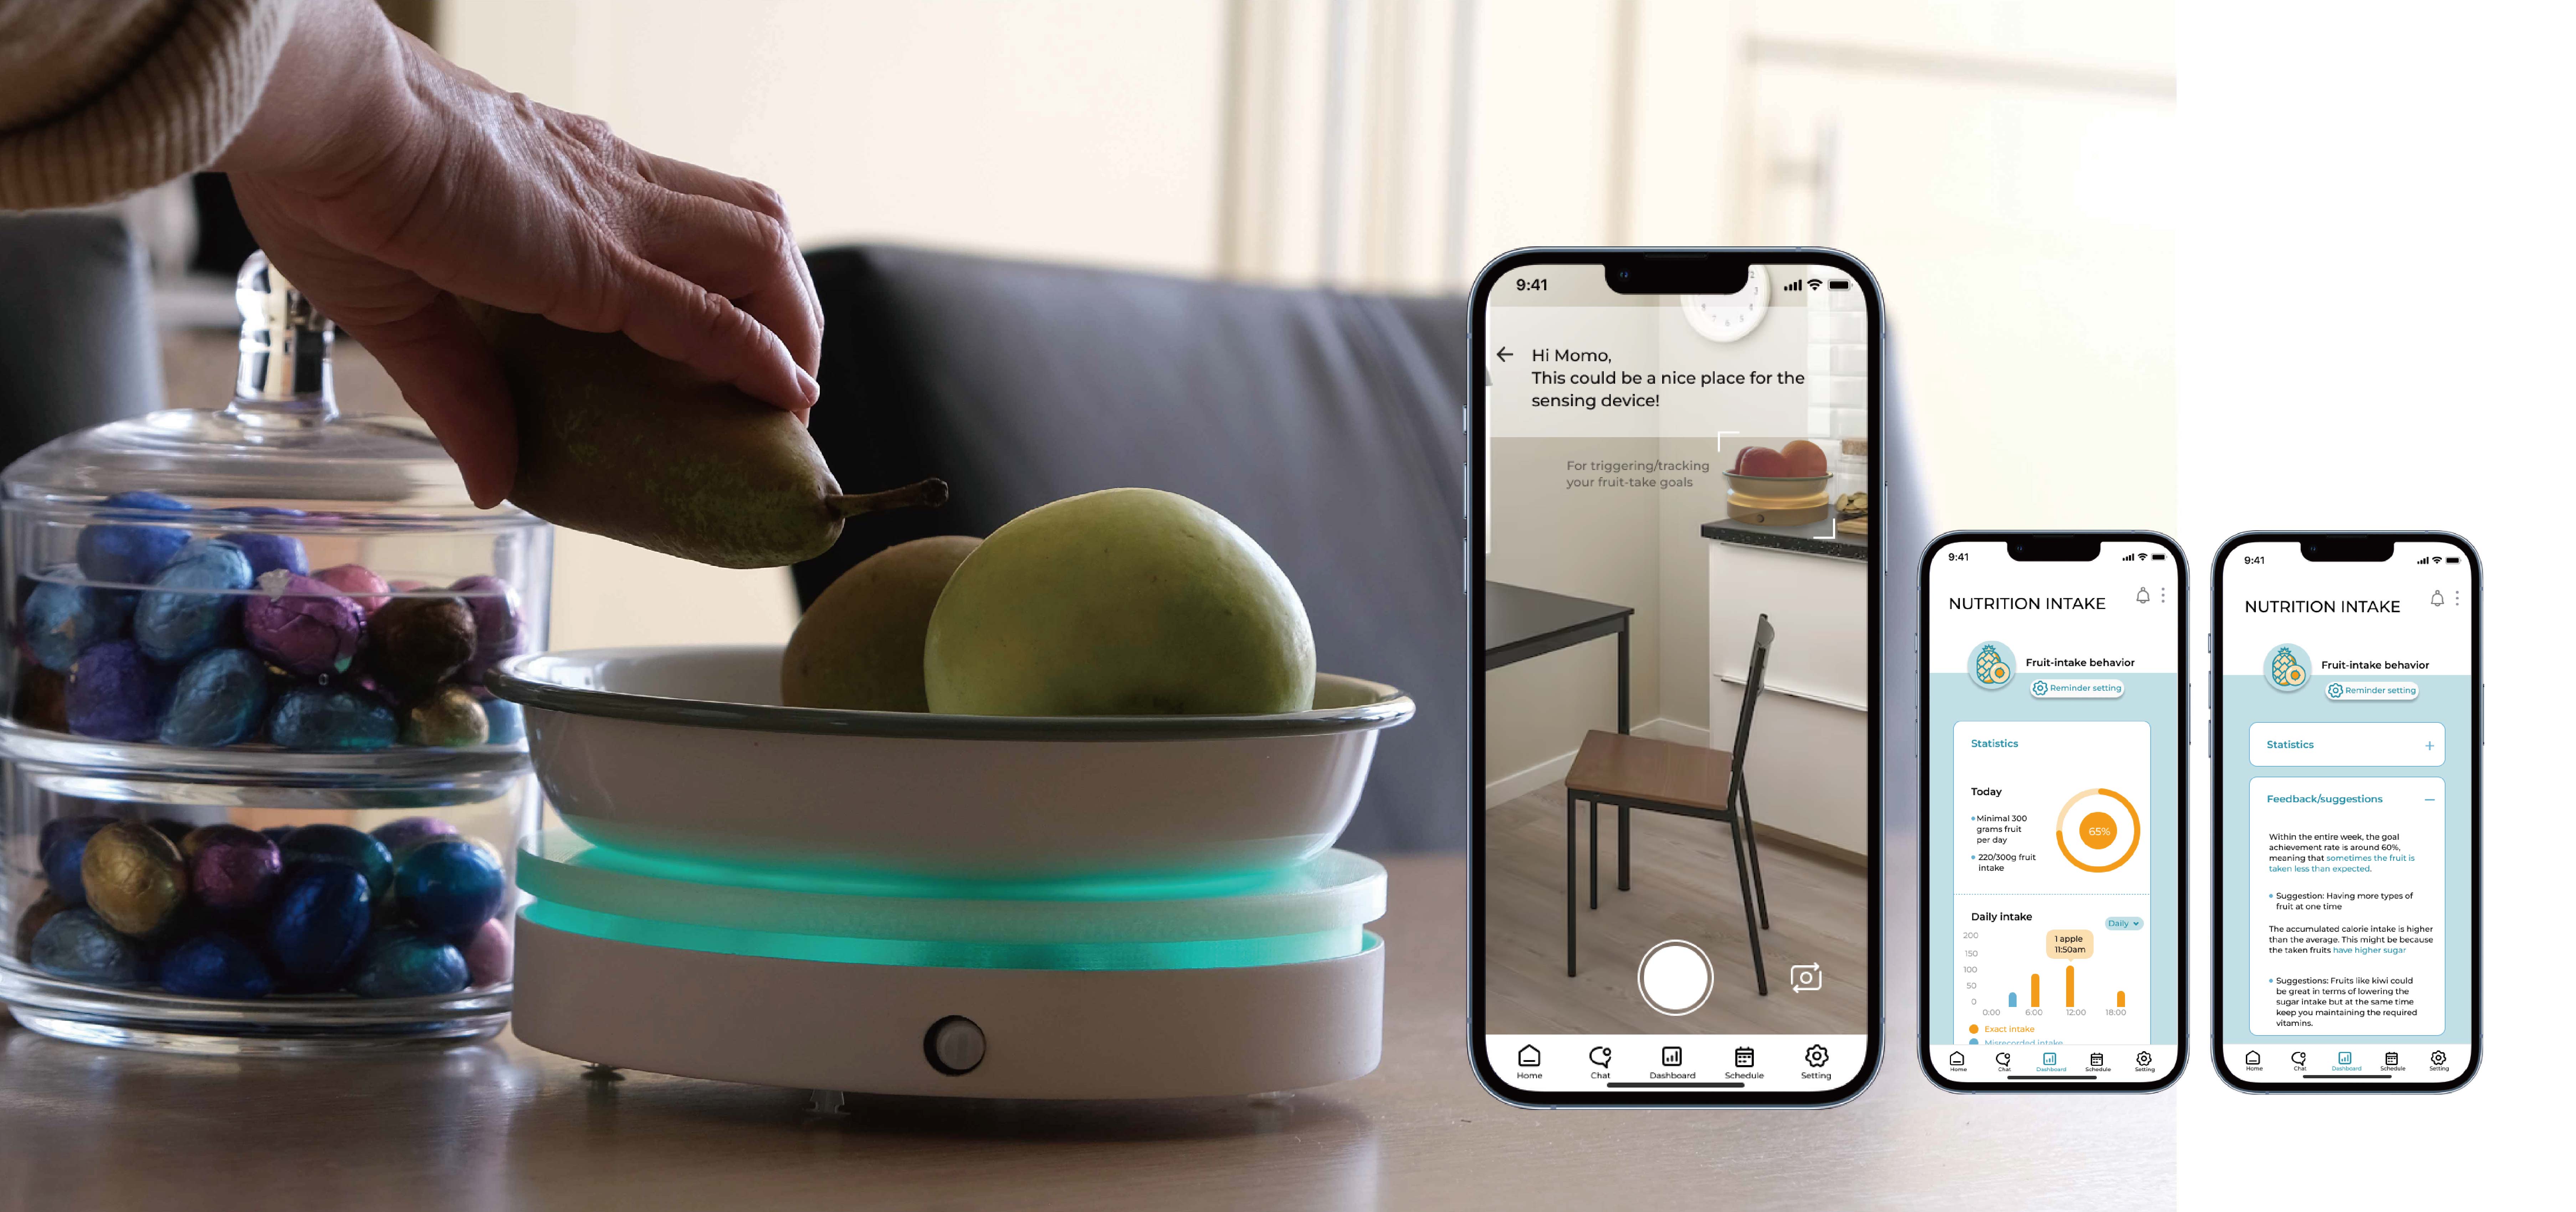 9:41
Hi Momo,
This could be a nice place for the
sensing device!
For triggering/tracking
your fruit-take goals
Home
Chat
Dashboard
Schedule
Setting
9:41
NUTRITION INTAKE
Fruit-intake behavior
Reminder setting
Statistics
Today
Minimal 300
grams fruit
per day
220/300g fruit
intake
65%
Daily intake
Daily
200
150
100
50
0
1 apple
11:50am
0:00 6:00 12:00 18:00
Exact intake
Misrecorded intake
Home
Chat
Dashboard
Schedule
Setting
9:41
NUTRITION INTAKE
Fruit-intake behavior
Reminder setting
Statistics
Feedback/suggestions
Within the entire week, the goal
achievement rate is around 60%,
meaning that sometimes the fruit is
taken less than expected.
Suggestion: Having more types of
fruit at one time
The accumulated calorie intake is higher
than the average. This might be because
the taken fruits have higher sugar
Suggestions: Fruits like kiwi could
be great in terms of lowering the
sugar intake but at the same time
keep you maintaining the required
vitamins.
Home
Chat
Dashboard
Schedule
Setting